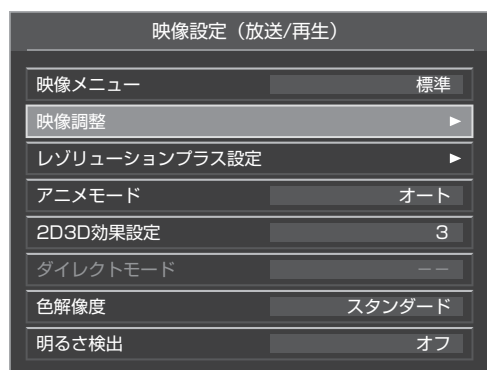 映像設定（放送/再生）
映像メニュー 標準
映像調整 ▶
レゾリューションプラス設定 ▶
アニメモード オート
2D3D効果設定 3
ダイレクトモード －－
色解像度 スタンダード
明るさ検出 オフ